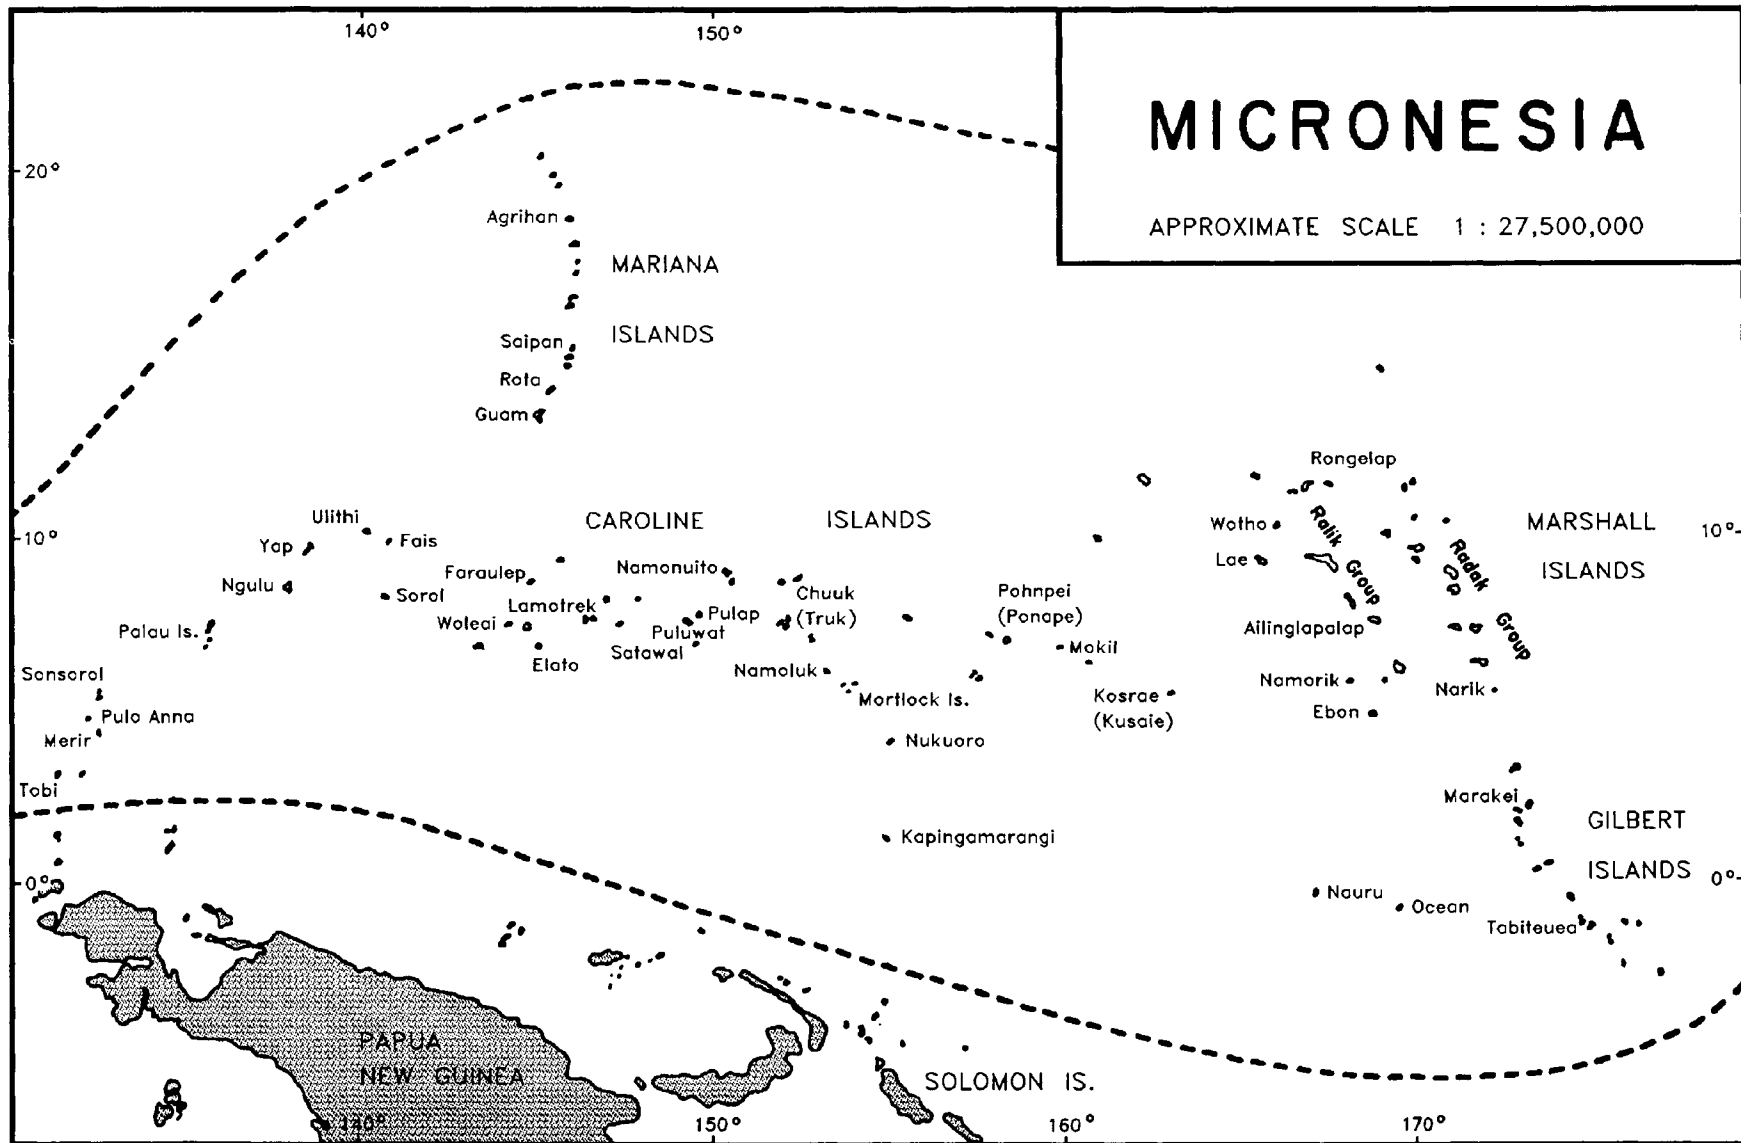 140°
150°
MICRONESIA
APPROXIMATE SCALE 1 : 27,500,000
20°
Agrihan
MARIANA
ISLANDS
Saipan
Rota
Guam
Rongelap
Ulithi
CAROLINE ISLANDS
Wotho
Ralik
Group
MARSHALL
ISLANDS
10°
10°
Yap
Fais
Lae
Radak
Group
Faraulep
Namonuito
Ngulu
Sorol
Lamotrek
Chuuk
(Truk)
Pohnpei
(Ponape)
Woleai
Pulap
Puluwat
Ailinglapalap
Palau Is.
Satawal
Mokil
Elato
Namoluk
Sonsorol
Mortlock Is.
Kosrae
(Kusaie)
Namorik
Narik
Pulo Anna
Ebon
Merir
Nukuoro
Tobi
Marakei
GILBERT
ISLANDS
Kapingamarangi
0°
0°
Nauru
Ocean
Tabiteuea
PAPUA
NEW GUINEA
SOLOMON IS.
140°
150°
160°
170°